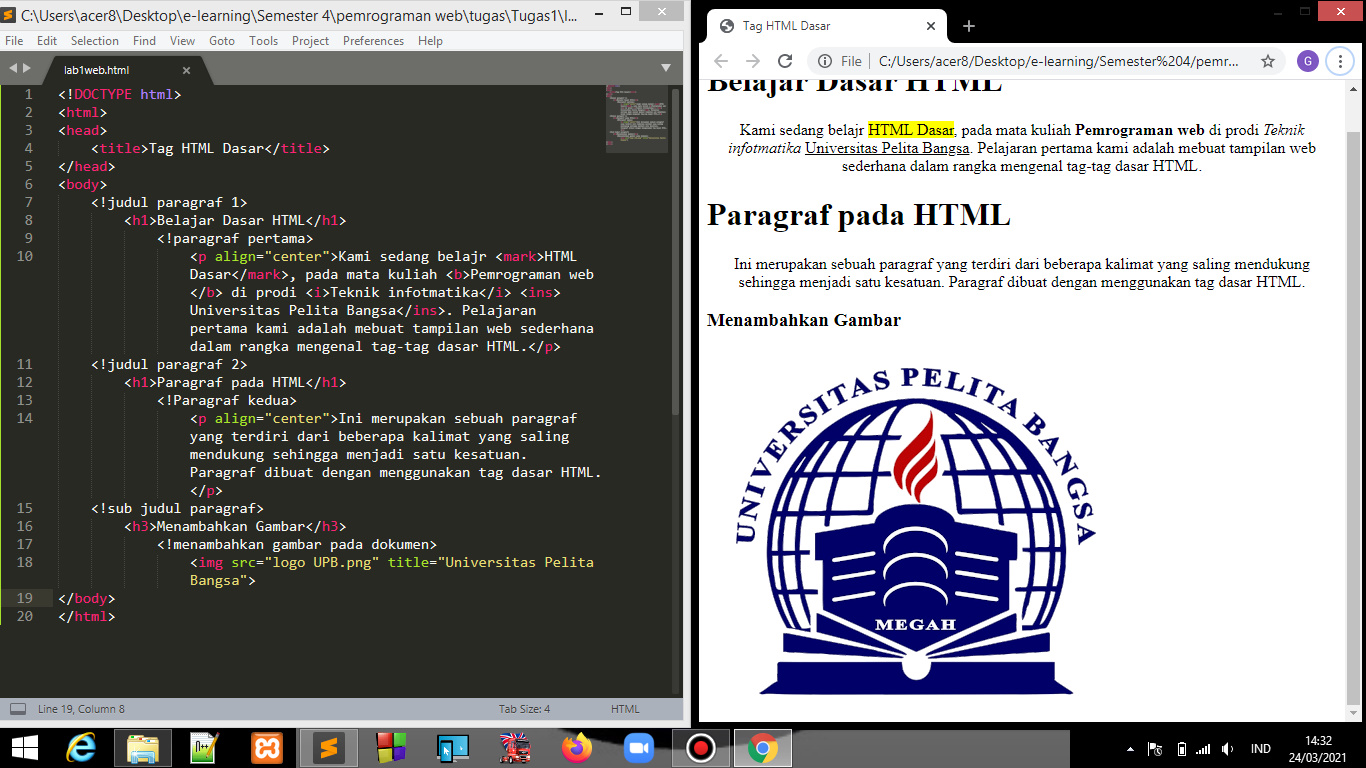 C:\Users\acer8\Desktop\e-learning\Semester 4\pemrograman web\tugas\Tugas1\l...
File Edit Selection Find View Goto Tools Project Preferences Help
lab1web.html
1 <!DOCTYPE html>
2 <html>
3 <head>
4 <title>Tag HTML Dasar</title>
5 </head>
6 <body>
7 <!judul paragraf 1>
8 <h1>Belajar Dasar HTML</h1>
9 <!paragraf pertama>
10 <p align="center">Kami sedang belajr <mark>HTML
Dasar</mark>, pada mata kuliah <b>Pemrograman web
</b> di prodi <i>Teknik infotmatika</i> <ins>
Universitas Pelita Bangsa</ins>. Pelajaran
pertama kami adalah mebuat tampilan web sederhana
dalam rangka mengenal tag-tag dasar HTML.</p>
11 <!judul paragraf 2>
12 <h1>Paragraf pada HTML</h1>
13 <!Paragraf kedua>
14 <p align="center">Ini merupakan sebuah paragraf
yang terdiri dari beberapa kalimat yang saling
mendukung sehingga menjadi satu kesatuan.
Paragraf dibuat dengan menggunakan tag dasar HTML.
</p>
15 <!sub judul paragraf>
16 <h3>Menambahkan Gambar</h3>
17 <!menambahkan gambar pada dokumen>
18 <img src="logo UPB.png" title="Universitas Pelita
Bangsa">
19 </body>
20 </html>
Line 19, Column 8 Tab Size: 4 HTML
Tag HTML Dasar
File C:/Users/acer8/Desktop/e-learning/Semester%204/pemr... G
Belajar Dasar HTML
Kami sedang belajr HTML Dasar, pada mata kuliah Pemrograman web di prodi Teknik
infotmatika Universitas Pelita Bangsa. Pelajaran pertama kami adalah mebuat tampilan web
sederhana dalam rangka mengenal tag-tag dasar HTML.
Paragraf pada HTML
Ini merupakan sebuah paragraf yang terdiri dari beberapa kalimat yang saling mendukung
sehingga menjadi satu kesatuan. Paragraf dibuat dengan menggunakan tag dasar HTML.
Menambahkan Gambar
UNIVERSITAS PELITA BANGSA
MEGAH
IND
14:32
24/03/2021